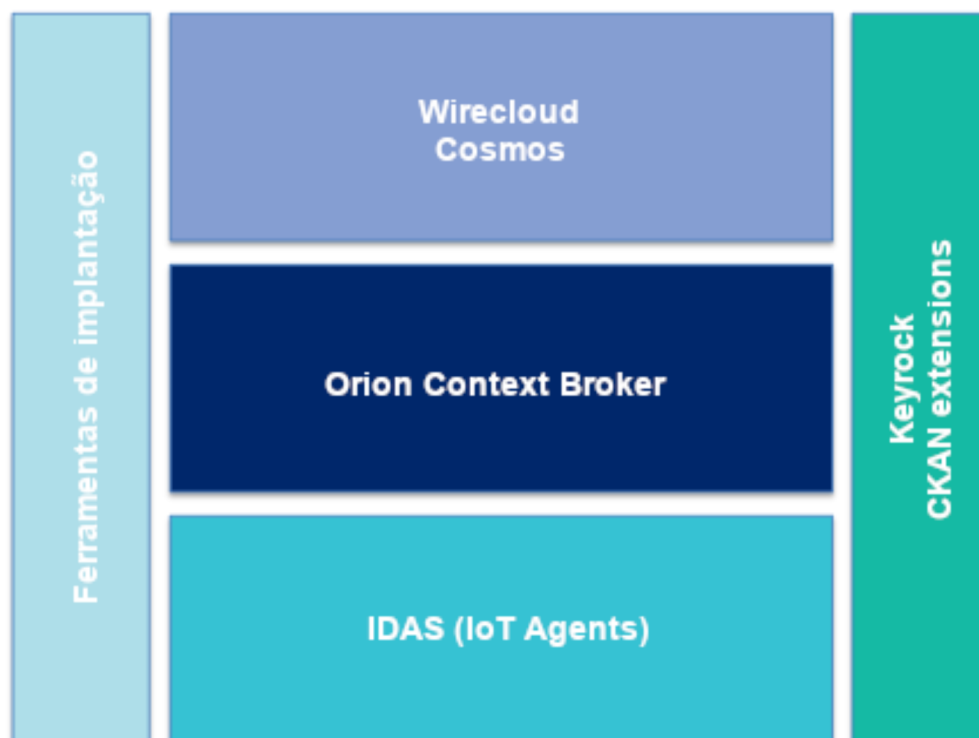 Ferramentas de implantação
Wirecloud
Cosmos
Orion Context Broker
IDAS (IoT Agents)
Keyrock
CKAN extensions